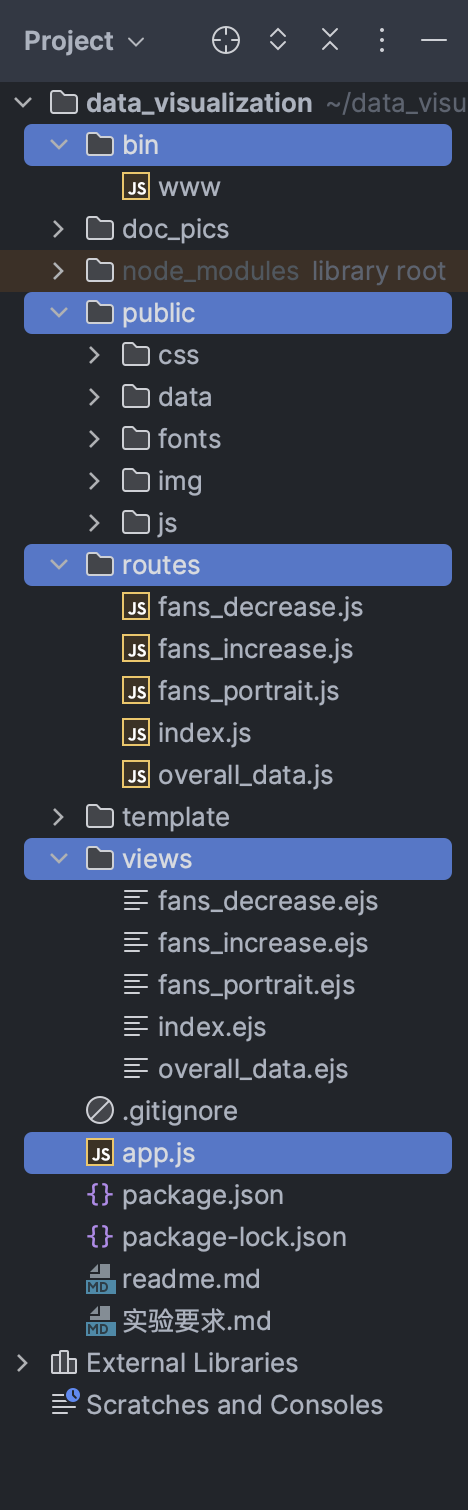 Project
data_visualization ~/data_visu
bin
JS www
doc_pics
node_modules library root
public
css
data
fonts
img
js
routes
JS fans_decrease.js
JS fans_increase.js
JS fans_portrait.js
JS index.js
JS overall_data.js
template
views
fans_decrease.ejs
fans_increase.ejs
fans_portrait.ejs
index.ejs
overall_data.ejs
.gitignore
JS app.js
{} package.json
{} package-lock.json
MD readme.md
MD 实验要求.md
External Libraries
Scratches and Consoles